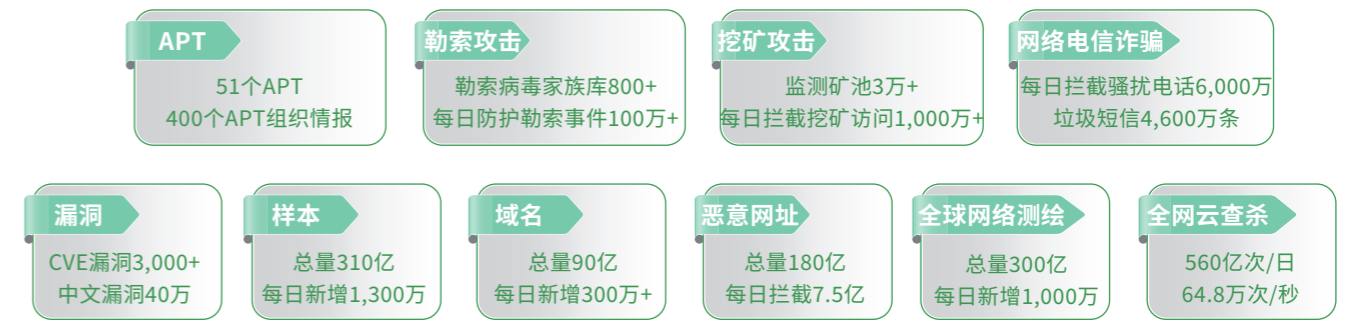 APT
51个APT
400个APT组织情报
勒索攻击
勒索病毒家族库800+
每日防护勒索事件100万+
挖矿攻击
监测矿池3万+
每日拦截挖矿访问1,000万+
网络电信诈骗
每日拦截骚扰电话6,000万
垃圾短信4,600万条
漏洞
CVE漏洞3,000+
中文漏洞40万
样本
总量310亿
每日新增1,300万
域名
总量90亿
每日新增300万+
恶意网址
总量180亿
每日拦截7.5亿
全球网络测绘
总量300亿
每日新增1,000万
全网云查杀
560亿次/日
64.8万次/秒